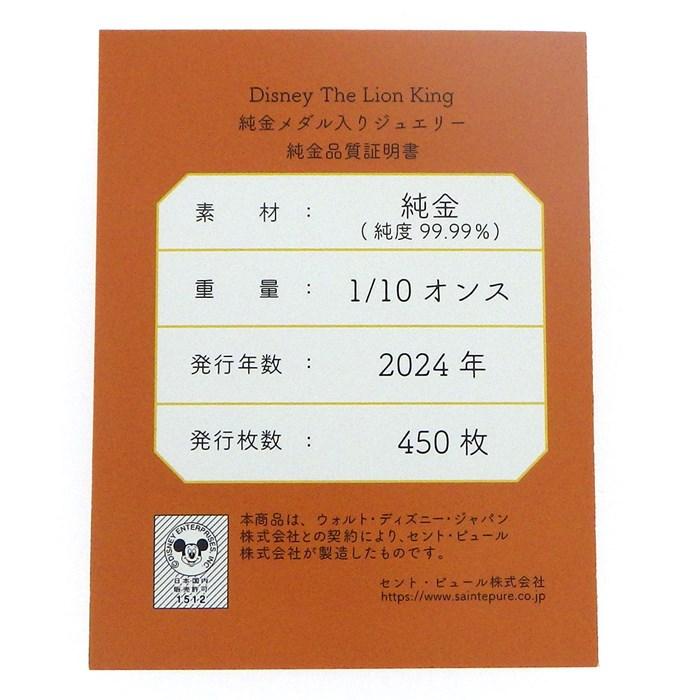 Disney The Lion King
純金メダル入りジュエリー
純金品質証明書
素 材 : 純金
(純度 99.99%)
重 量 : 1/10 オンス
発行年数 : 2024 年
発行枚数 : 450 枚
©DISNEY ENTERPRISES, INC
日本国内
販売許可
1512
本商品は、ウォルト・ディズニー・ジャパン
株式会社との契約により、セント・ピュール
株式会社が製造したものです。
セント・ピュール株式会社
https://www.saintepure.co.jp